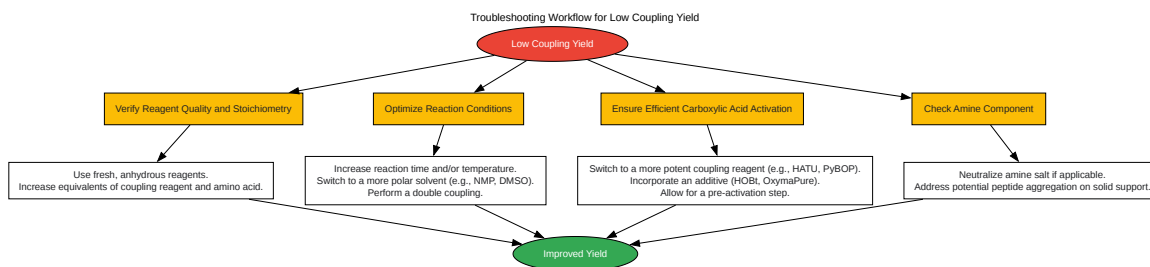 Troubleshooting Workflow for Low Coupling Yield
Low Coupling Yield
Verify Reagent Quality and Stoichiometry
Optimize Reaction Conditions
Ensure Efficient Carboxylic Acid Activation
Check Amine Component
Use fresh, anhydrous reagents.
Increase equivalents of coupling reagent and amino acid.
Increase reaction time and/or temperature.
Switch to a more polar solvent (e.g., NMP, DMSO).
Perform a double coupling.
Switch to a more potent coupling reagent (e.g., HATU, PyBOP).
Incorporate an additive (HOBt, OxymaPure).
Allow for a pre-activation step.
Neutralize amine salt if applicable.
Address potential peptide aggregation on solid support.
Improved Yield